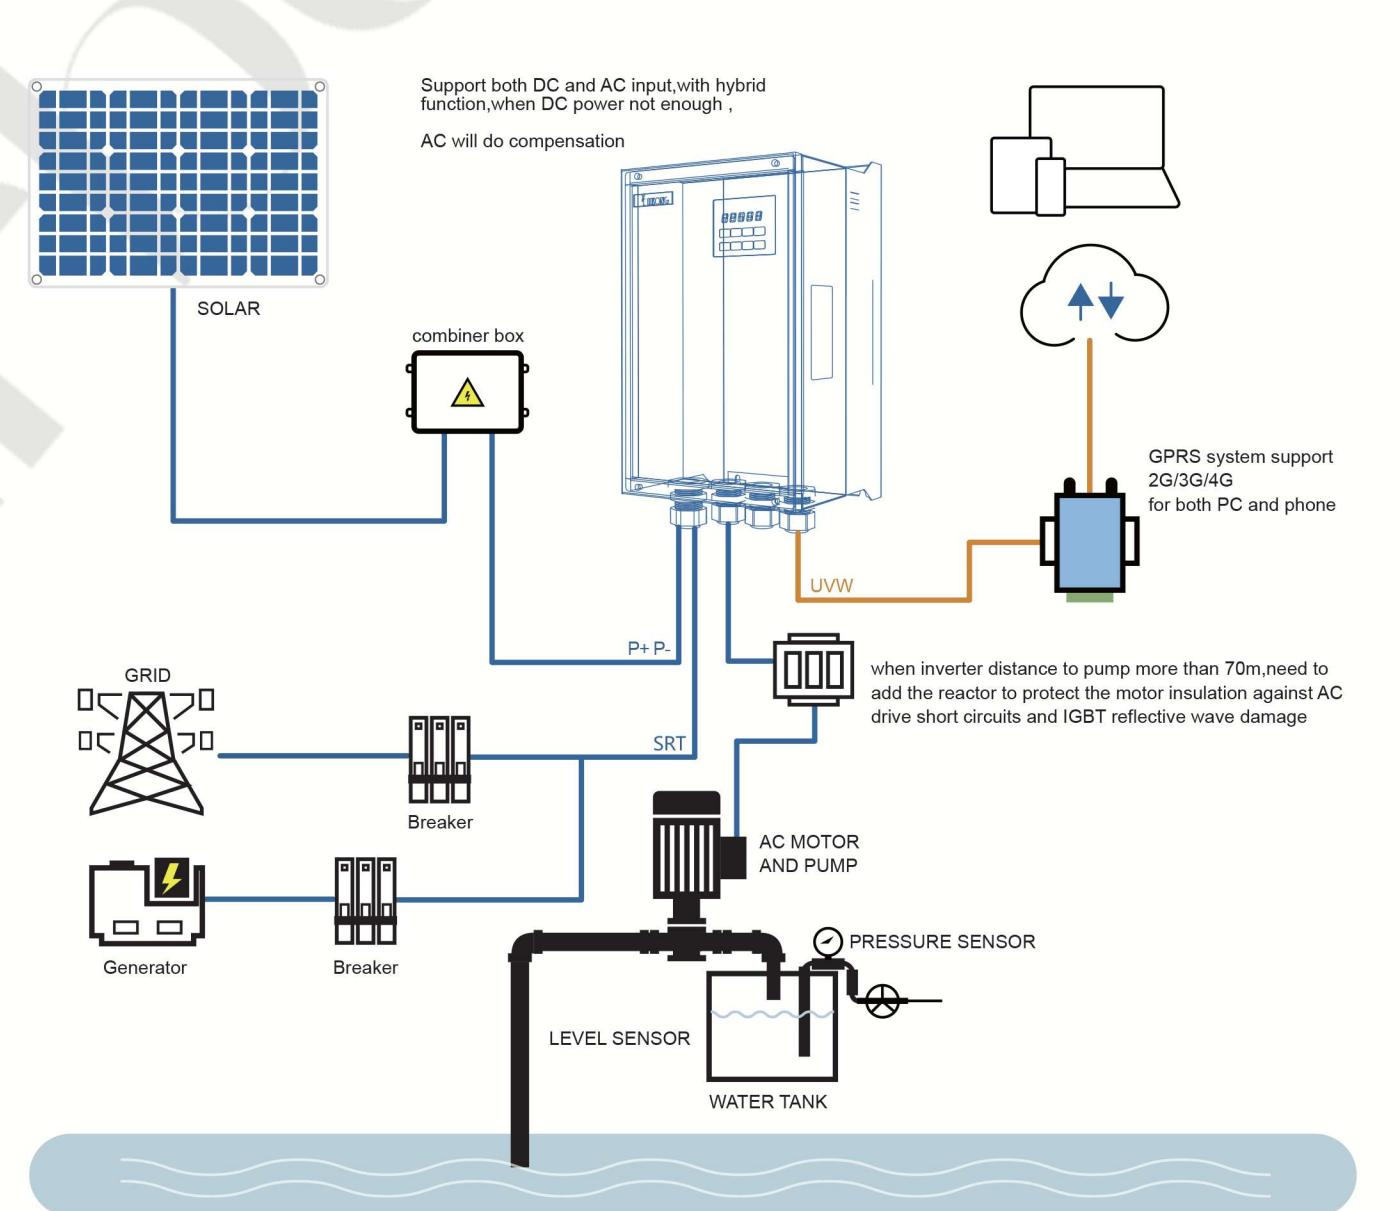 Support both DC and AC input,with hybrid
function,when DC power not enough ,
AC will do compensation
SOLAR
combiner box
GPRS system support
2G/3G/4G
for both PC and phone
UVW
P+ P-
when inverter distance to pump more than 70m,need to
add the reactor to protect the motor insulation against AC
drive short circuits and IGBT reflective wave damage
GRID
SRT
Breaker
AC MOTOR
AND PUMP
Generator
Breaker
PRESSURE SENSOR
LEVEL SENSOR
WATER TANK